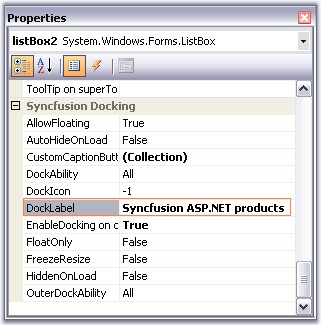 Properties
listBox2 System.Windows.Forms.ListBox
ToolTip on superTo
Syncfusion Docking
AllowFloating True
AutoHideOnLoad False
CustomCaptionButt (Collection)
DockAbility All
DockIcon -1
DockLabel Syncfusion ASP.NET products
EnableDocking on c True
FloatOnly False
FreezeResize False
HiddenOnLoad False
OuterDockAbility All